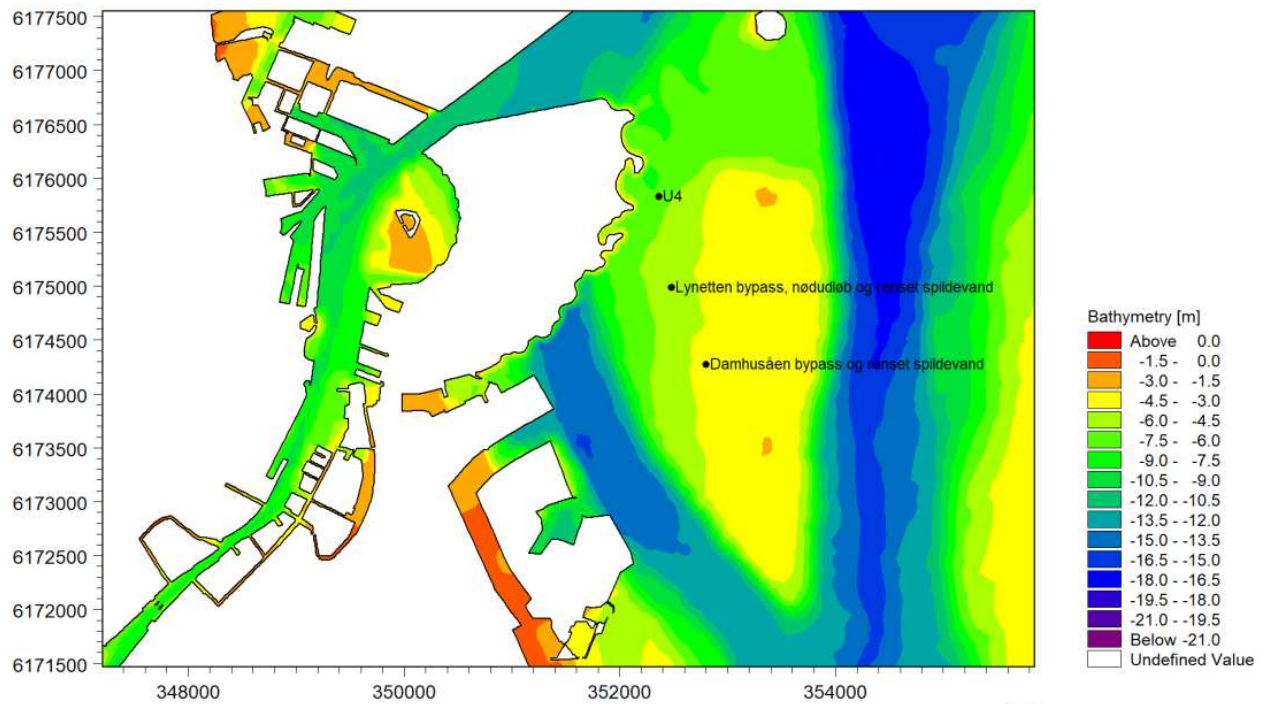 6177500
6177000
6176500
6176000
6175500
6175000
6174500
6174000
6173500
6173000
6172500
6172000
6171500
348000 350000 352000 354000
U4
Lynetten bypass, nødudløb og renset spildevand
Damhusåen bypass og renset spildevand
Bathymetry [m]
Above 0.0
-1.5 - 0.0
-3.0 - -1.5
-4.5 - -3.0
-6.0 - -4.5
-7.5 - -6.0
-9.0 - -7.5
-10.5 - -9.0
-12.0 - -10.5
-13.5 - -12.0
-15.0 - -13.5
-16.5 - -15.0
-18.0 - -16.5
-19.5 - -18.0
-21.0 - -19.5
Below -21.0
Undefined Value